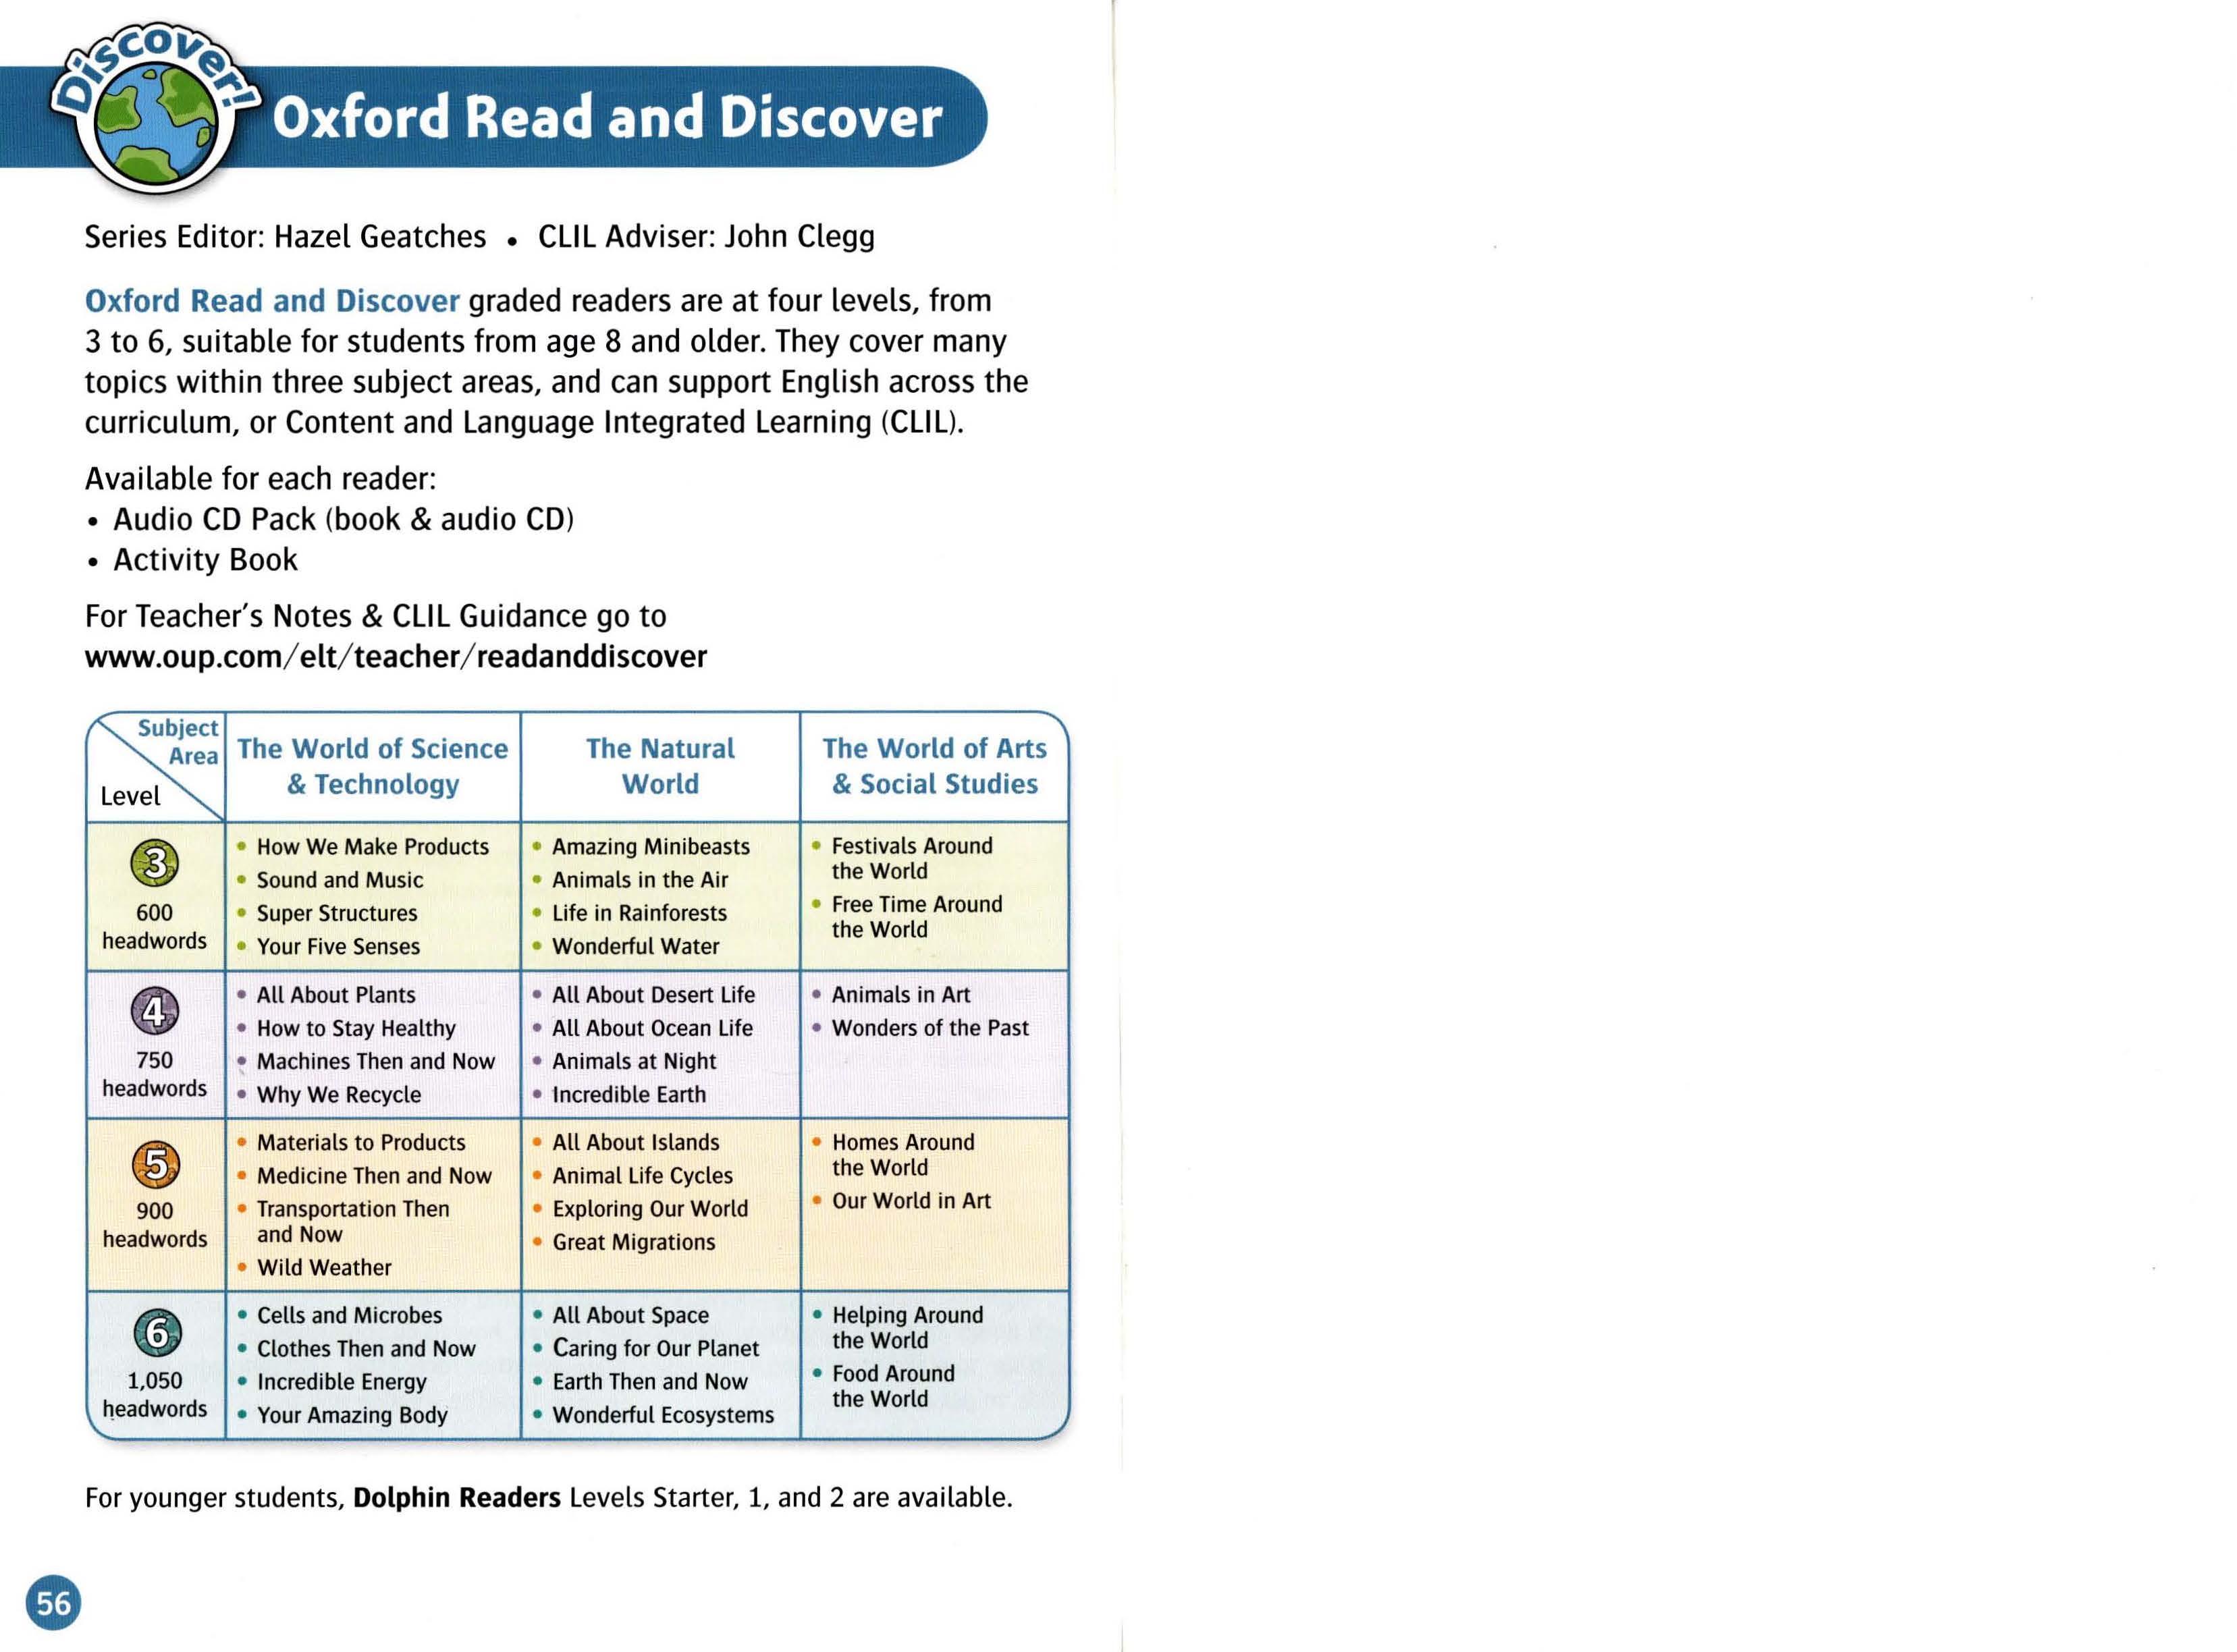 Discover!
Oxford Read and Discover
Series Editor: Hazel Geatches • CLIL Adviser: John Clegg
Oxford Read and Discover graded readers are at four levels, from
3 to 6, suitable for students from age 8 and older. They cover many
topics within three subject areas, and can support English across the
curriculum, or Content and Language Integrated Learning (CLIL).
Available for each reader:
• Audio CD Pack (book & audio CD)
• Activity Book
For Teacher's Notes & CLIL Guidance go to
www.oup.com/elt/teacher/readanddiscover
Subject
Area
Level
The World of Science
& Technology
The Natural
World
The World of Arts
& Social Studies
3
600
headwords
• How We Make Products
• Sound and Music
• Super Structures
• Your Five Senses
• Amazing Minibeasts
• Animals in the Air
• Life in Rainforests
• Wonderful Water
• Festivals Around
the World
• Free Time Around
the World
4
750
headwords
• All About Plants
• How to Stay Healthy
• Machines Then and Now
• Why We Recycle
• All About Desert Life
• All About Ocean Life
• Animals at Night
• Incredible Earth
• Animals in Art
• Wonders of the Past
5
900
headwords
• Materials to Products
• Medicine Then and Now
• Transportation Then
and Now
• Wild Weather
• All About Islands
• Animal Life Cycles
• Exploring Our World
• Great Migrations
• Homes Around
the World
• Our World in Art
6
1,050
headwords
• Cells and Microbes
• Clothes Then and Now
• Incredible Energy
• Your Amazing Body
• All About Space
• Caring for Our Planet
• Earth Then and Now
• Wonderful Ecosystems
• Helping Around
the World
• Food Around
the World
For younger students, Dolphin Readers Levels Starter, 1, and 2 are available.
56